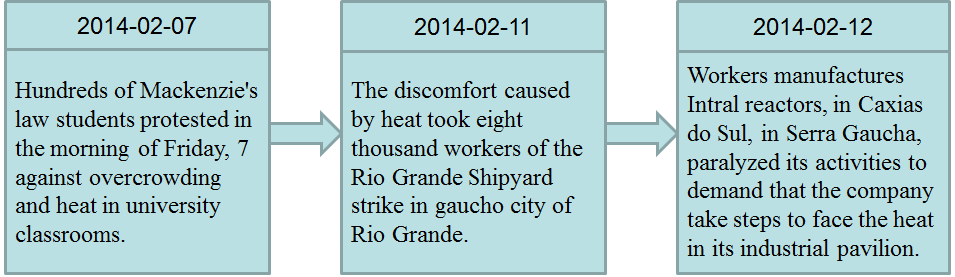 2014-02-07
Hundreds of Mackenzie's
law students protested in
the morning of Friday, 7
against overcrowding
and heat in university
classrooms.
2014-02-11
The discomfort caused
by heat took eight
thousand workers of the
Rio Grande Shipyard
strike in gaucho city of
Rio Grande.
2014-02-12
Workers manufactures
Intral reactors, in Caxias
do Sul, in Serra Gaucha,
paralyzed its activities to
demand that the company
take steps to face the heat
in its industrial pavilion.